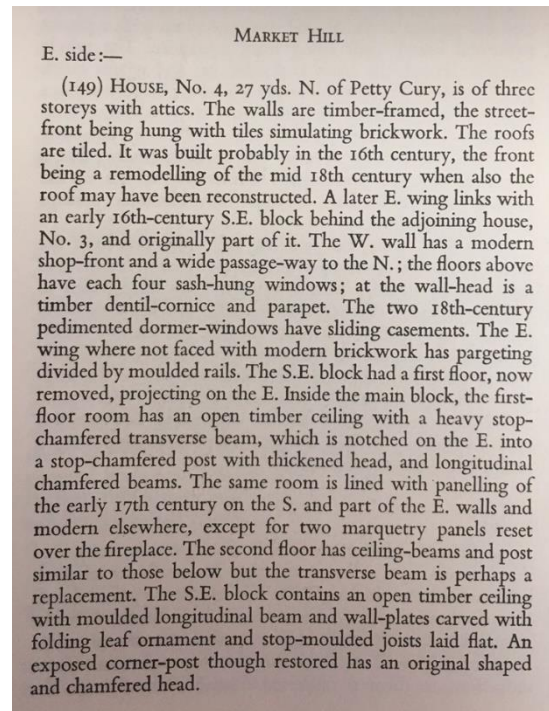 MARKET HILL
E. side:—
(149) HOUSE, No. 4, 27 yds. N. of Petty Cury, is of three
storeys with attics. The walls are timber-framed, the street-
front being hung with tiles simulating brickwork. The roofs
are tiled. It was built probably in the 16th century, the front
being a remodelling of the mid 18th century when also the
roof may have been reconstructed. A later E. wing links with
an early 16th-century S.E. block behind the adjoining house,
No. 3, and originally part of it. The W. wall has a modern
shop-front and a wide passage-way to the N.; the floors above
have each four sash-hung windows; at the wall-head is a
timber dentil-cornice and parapet. The two 18th-century
pedimented dormer-windows have sliding casements. The E.
wing where not faced with modern brickwork has pargeting
divided by moulded rails. The S.E. block had a first floor, now
removed, projecting on the E. Inside the main block, the first-
floor room has an open timber ceiling with a heavy stop-
chamfered transverse beam, which is notched on the E. into
a stop-chamfered post with thickened head, and longitudinal
chamfered beams. The same room is lined with panelling of
the early 17th century on the S. and part of the E. walls and
modern elsewhere, except for two marquetry panels reset
over the fireplace. The second floor has ceiling-beams and post
similar to those below but the transverse beam is perhaps a
replacement. The S.E. block contains an open timber ceiling
with moulded longitudinal beam and wall-plates carved with
folding leaf ornament and stop-moulded joists laid flat. An
exposed corner-post though restored has an original shaped
and chamfered head.